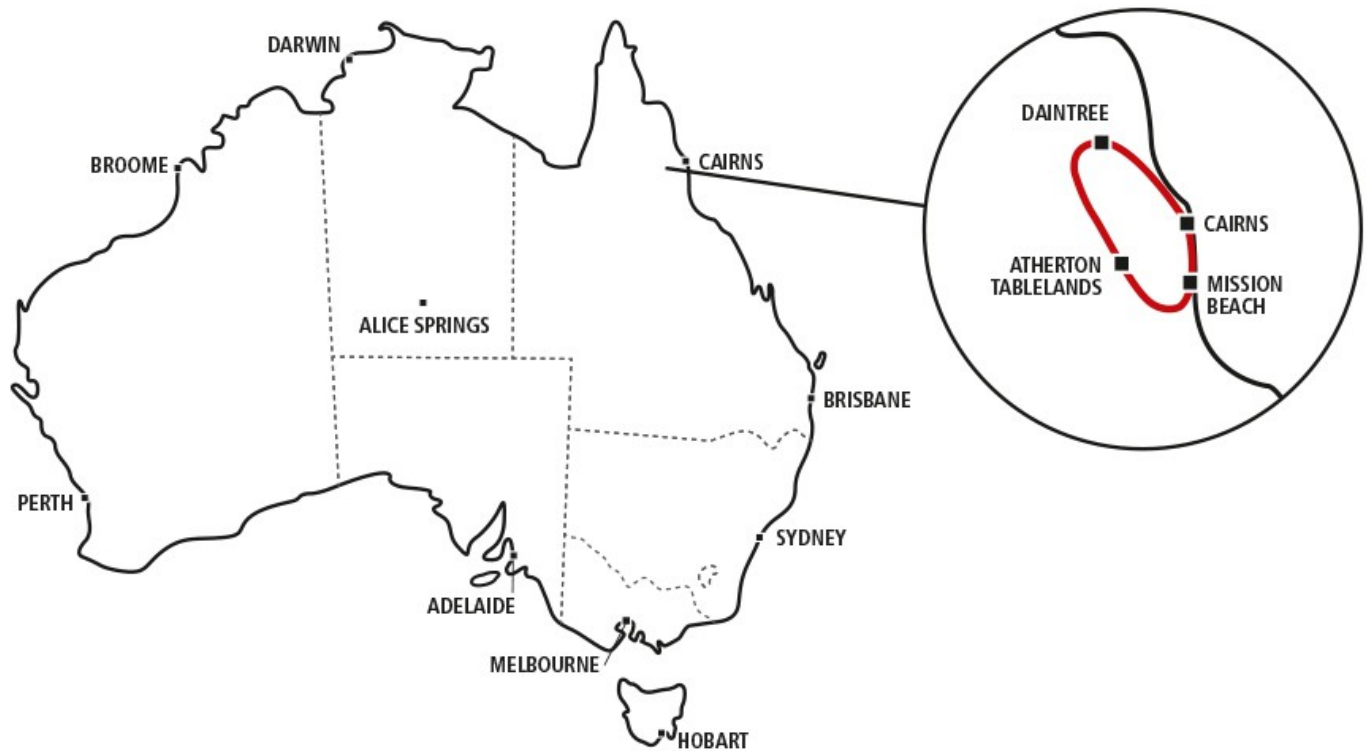 DARWIN
BROOME
CAIRNS
ALICE SPRINGS
BRISBANE
PERTH
SYDNEY
ADELAIDE
MELBOURNE
HOBART
DAINTREE
CAIRNS
ATHERTON
TABLELANDS
MISSION
BEACH